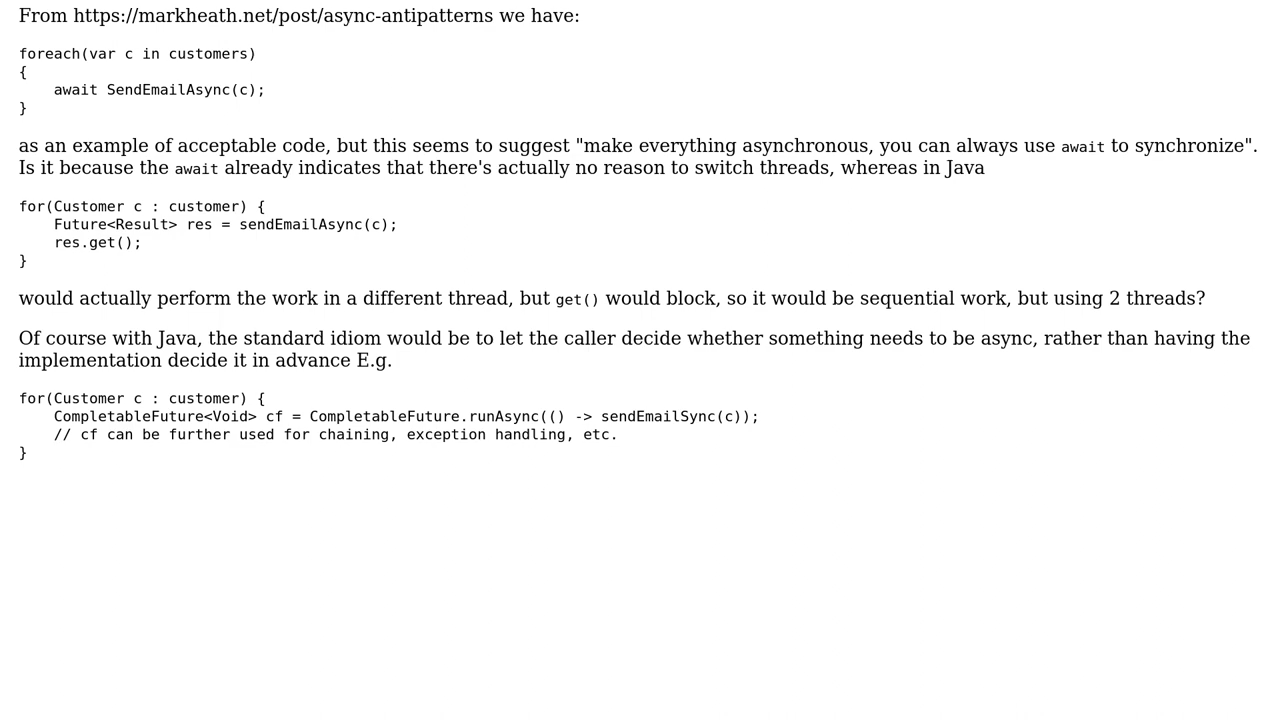 From https://markheath.net/post/async-antipatterns we have:
foreach(var c in customers)
{
    await SendEmailAsync(c);
}
as an example of acceptable code, but this seems to suggest "make everything asynchronous, you can always use await to synchronize".
Is it because the await already indicates that there's actually no reason to switch threads, whereas in Java
for(Customer c : customer) {
    Future<Result> res = sendEmailAsync(c);
    res.get();
}
would actually perform the work in a different thread, but get() would block, so it would be sequential work, but using 2 threads?
Of course with Java, the standard idiom would be to let the caller decide whether something needs to be async, rather than having the
implementation decide it in advance E.g.
for(Customer c : customer) {
    CompletableFuture<Void> cf = CompletableFuture.runAsync(() -> sendEmailSync(c));
    // cf can be further used for chaining, exception handling, etc.
}